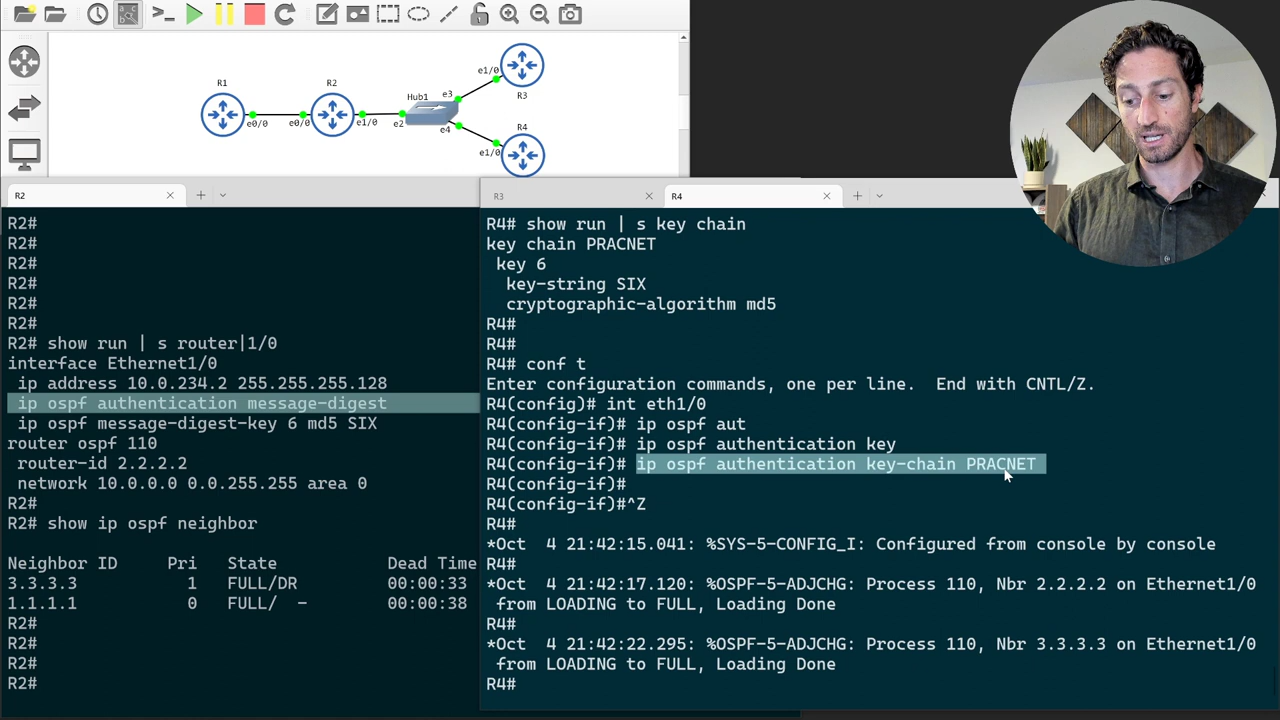 R1
R2
Hub1
R3
R4
e0/0
e0/0
e1/0
e2
e3
e4
e1/0
e1/0
R2
R2#
R2#
R2#
R2#
R2#
R2#
R2# show run | s router|1/0
interface Ethernet1/0
ip address 10.0.234.2 255.255.255.128
ip ospf authentication message-digest
ip ospf message-digest-key 6 md5 SIX
router ospf 110
router-id 2.2.2.2
network 10.0.0.0 0.0.255.255 area 0
R2#
R2# show ip ospf neighbor
Neighbor ID Pri State Dead Time
3.3.3.3 1 FULL/DR 00:00:33
1.1.1.1 0 FULL/ - 00:00:38
R2#
R2#
R2#
R2#
R3
R4
R4# show run | s key chain
key chain PRACNET
key 6
key-string SIX
cryptographic-algorithm md5
R4#
R4#
R4# conf t
Enter configuration commands, one per line. End with CNTL/Z.
R4(config)# int eth1/0
R4(config-if)# ip ospf aut
R4(config-if)# ip ospf authentication key
R4(config-if)# ip ospf authentication key-chain PRACNET
R4(config-if)#
R4(config-if)#^Z
R4#
*Oct 4 21:42:15.041: %SYS-5-CONFIG_I: Configured from console by console
R4#
*Oct 4 21:42:17.120: %OSPF-5-ADJCHG: Process 110, Nbr 2.2.2.2 on Ethernet1/0
from LOADING to FULL, Loading Done
R4#
*Oct 4 21:42:22.295: %OSPF-5-ADJCHG: Process 110, Nbr 3.3.3.3 on Ethernet1/0
from LOADING to FULL, Loading Done
R4#